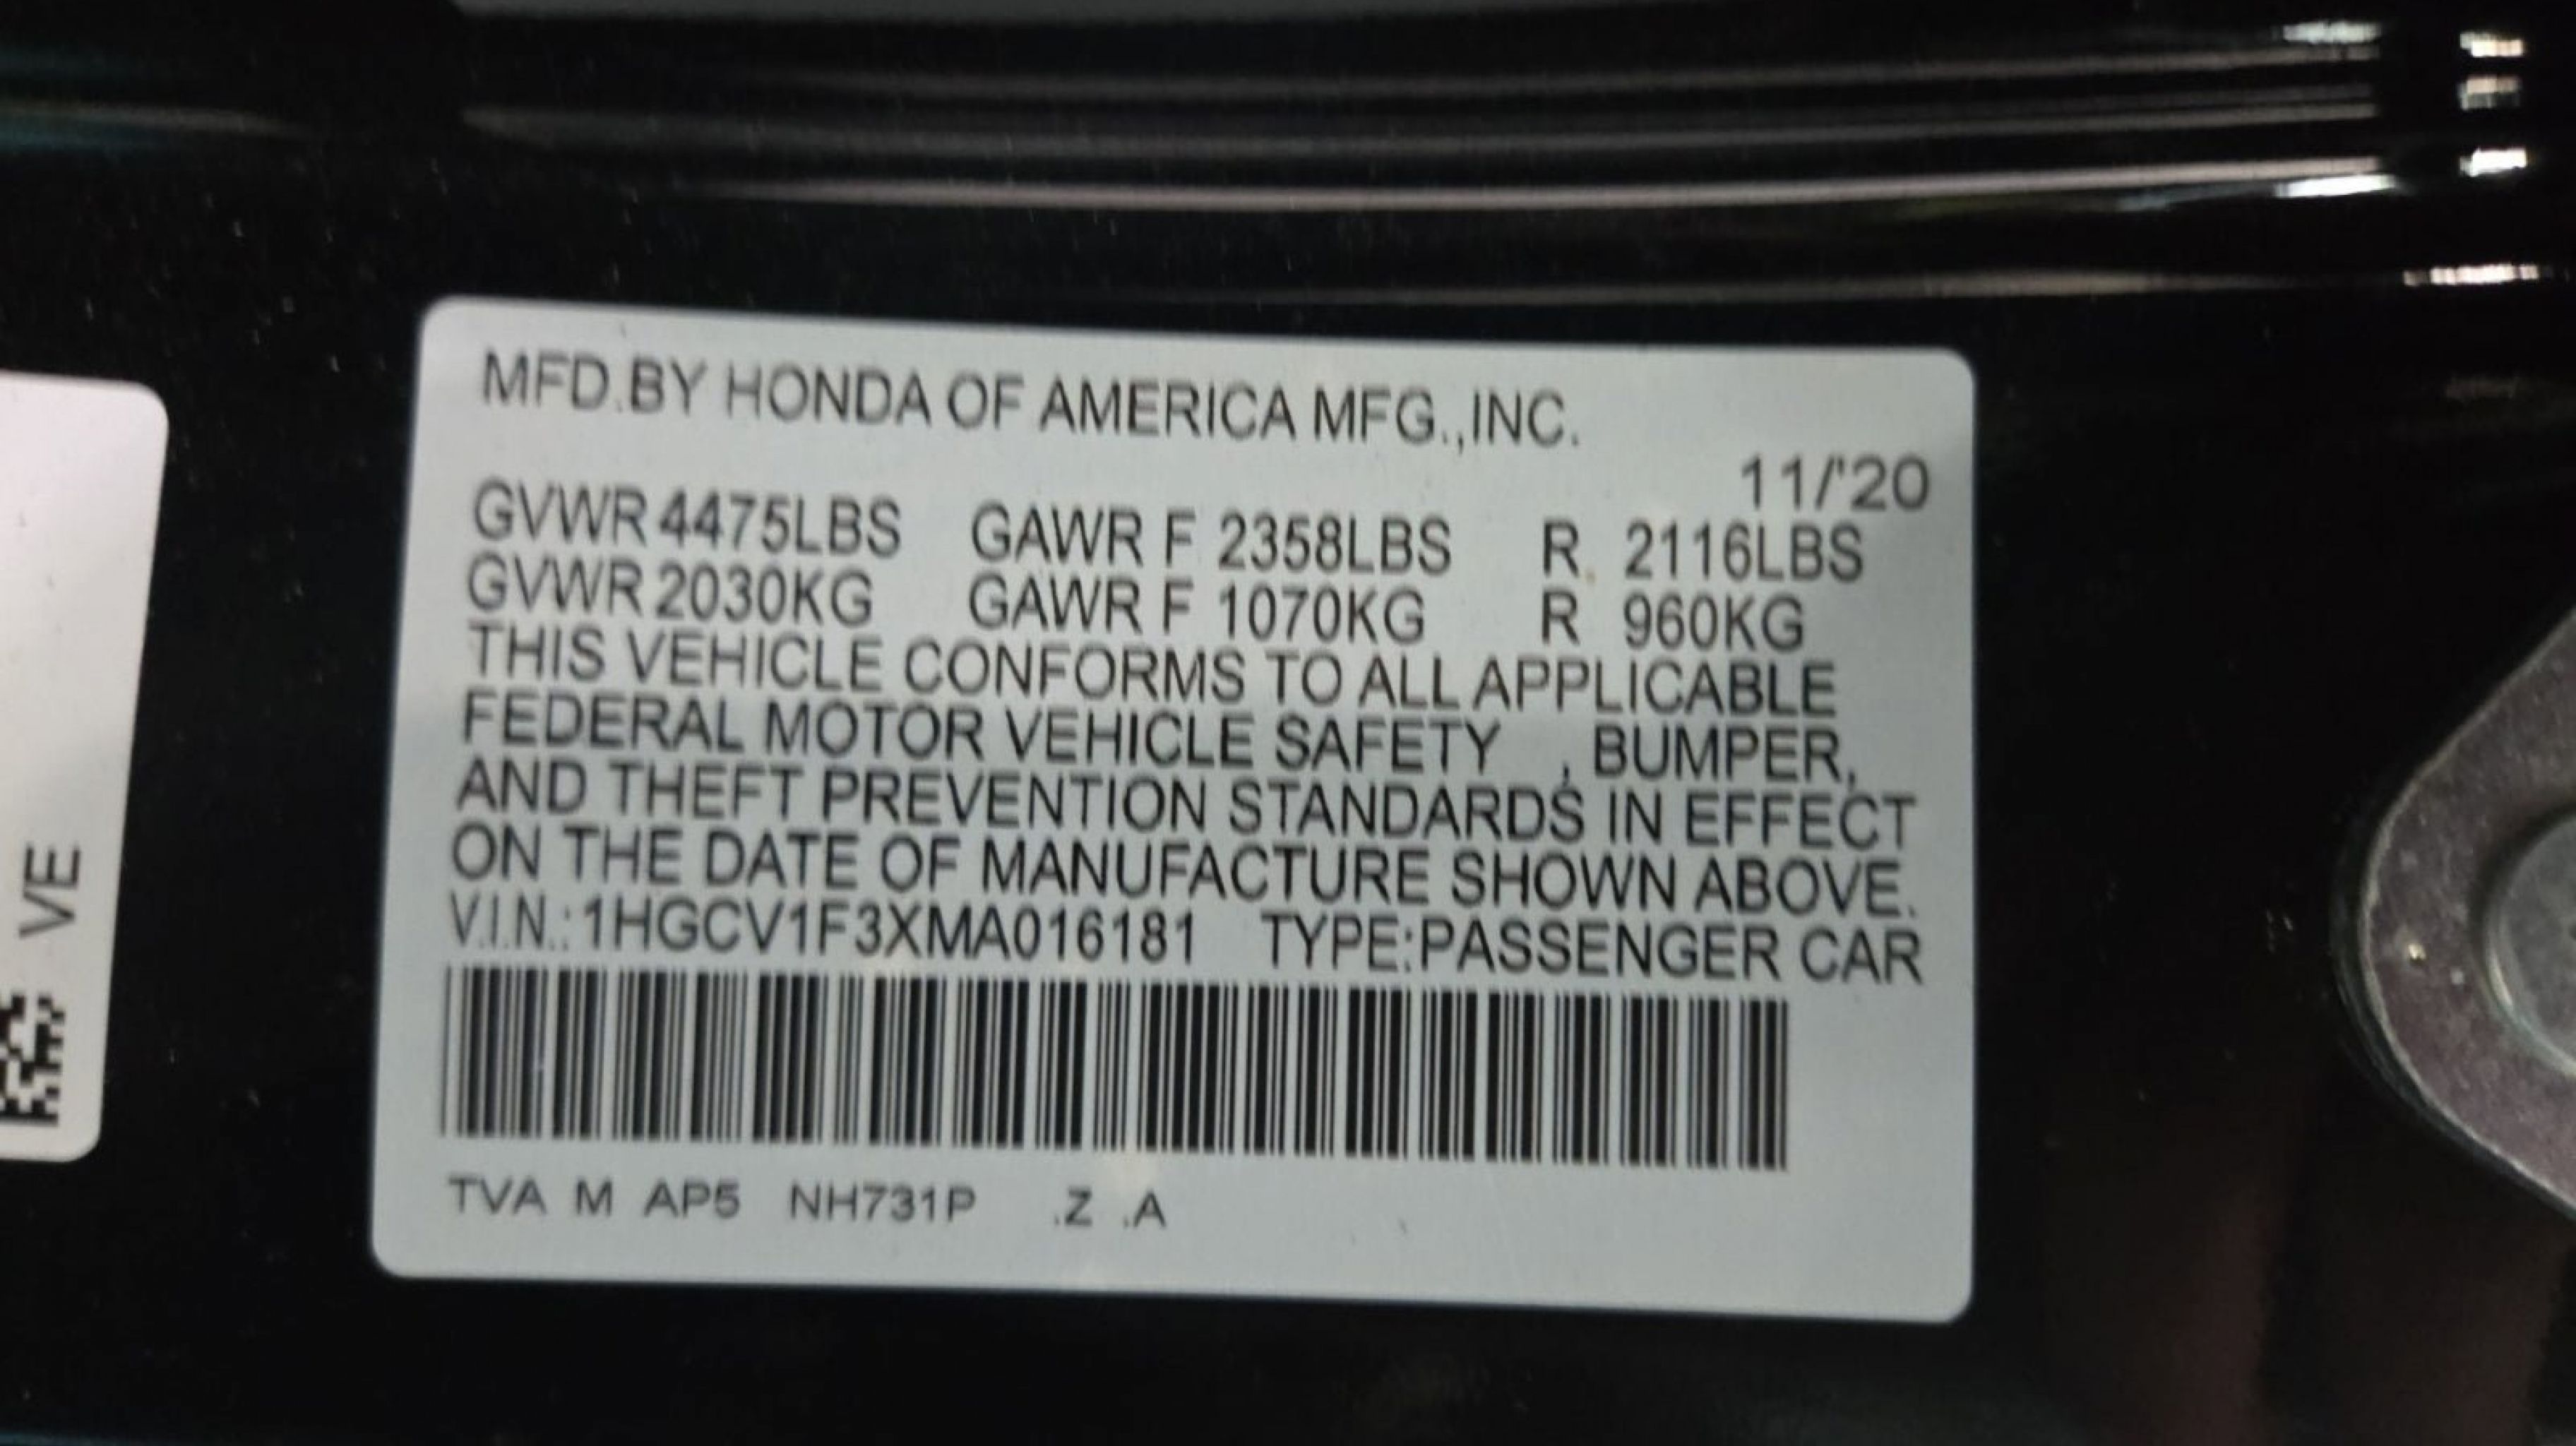 MFD.BY HONDA OF AMERICA MFG.,INC.
11/'20
GVWR 4475LBS GAWR F 2358LBS R 2116LBS
GVWR 2030KG GAWR F 1070KG R 960KG
THIS VEHICLE CONFORMS TO ALL APPLICABLE
FEDERAL MOTOR VEHICLE SAFETY , BUMPER,
AND THEFT PREVENTION STANDARDS IN EFFECT
ON THE DATE OF MANUFACTURE SHOWN ABOVE.
V.I.N.:1HGCV1F3XMA016181 TYPE:PASSENGER CAR
TVA M AP5 NH731P .Z .A
VE